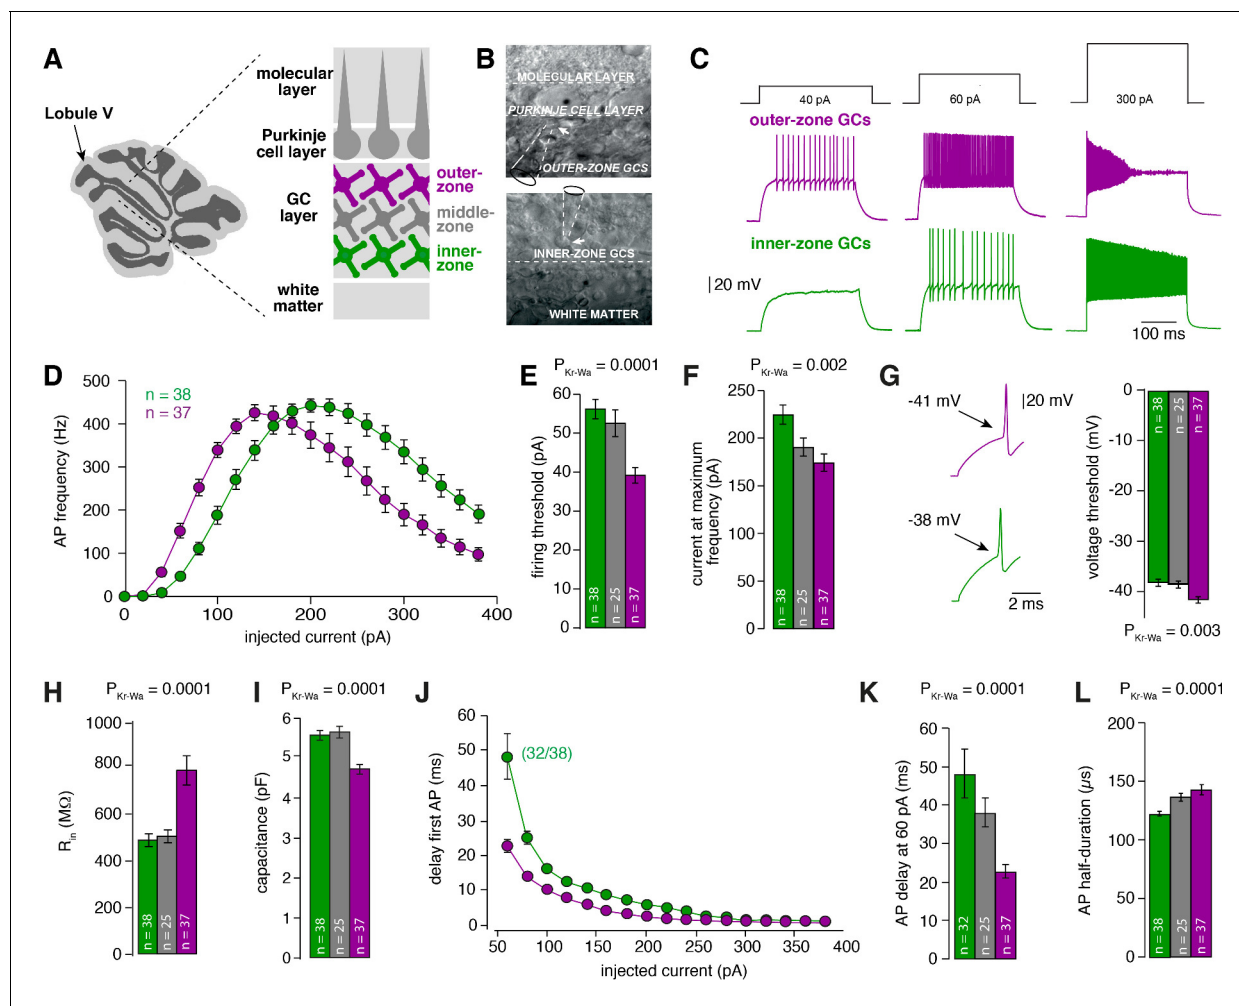 A
molecular
layer
Lobule V
Purkinje
cell layer
GC
layer
white
matter
outer-
zone
middle-
zone
inner-
zone
B
MOLECULAR LAYER
PURKINJE CELL LAYER
OUTER-ZONE GCS
INNER-ZONE GCS
WHITE MATTER
C
40 pA
60 pA
300 pA
outer-zone GCs
inner-zone GCs
20 mV
100 ms
D
n = 38
n = 37
AP frequency (Hz)
500
400
300
400
100
0
0
100
200
300
400
injected current (pA)
E
P Kr-Wa = 0.0001
firing threshold (pA)
60
50
40
30
20
10
0
n = 38
n = 25
n = 37
F
P Kr-Wa = 0.002
current at maximum
frequency (pA)
250
200
150
100
50
0
n = 38
n = 25
n = 37
G
-41 mV
20 mV
-38 mV
2 ms
voltage threshold (mV)
0
-10
-20
-30
-40
n = 38
n = 25
n = 37
P Kr-Wa = 0.003
H
P Kr-Wa = 0.0001
R in (MΩ)
1000
800
600
400
200
0
n = 38
n = 25
n = 37
I
P Kr-Wa = 0.0001
capacitance (pF)
6
5
4
3
2
1
0
n = 38
n = 25
n = 37
J
delay first AP (ms)
60
50
40
30
20
10
0
(32/38)
50
100
150
200
250
300
350
400
injected current (pA)
K
P Kr-Wa = 0.0001
AP delay at 60 pA (ms)
60
50
40
30
20
10
0
n = 32
n = 25
n = 37
L
P Kr-Wa = 0.0001
AP half-duration (µs)
200
150
100
50
0
n = 38
n = 25
n = 37